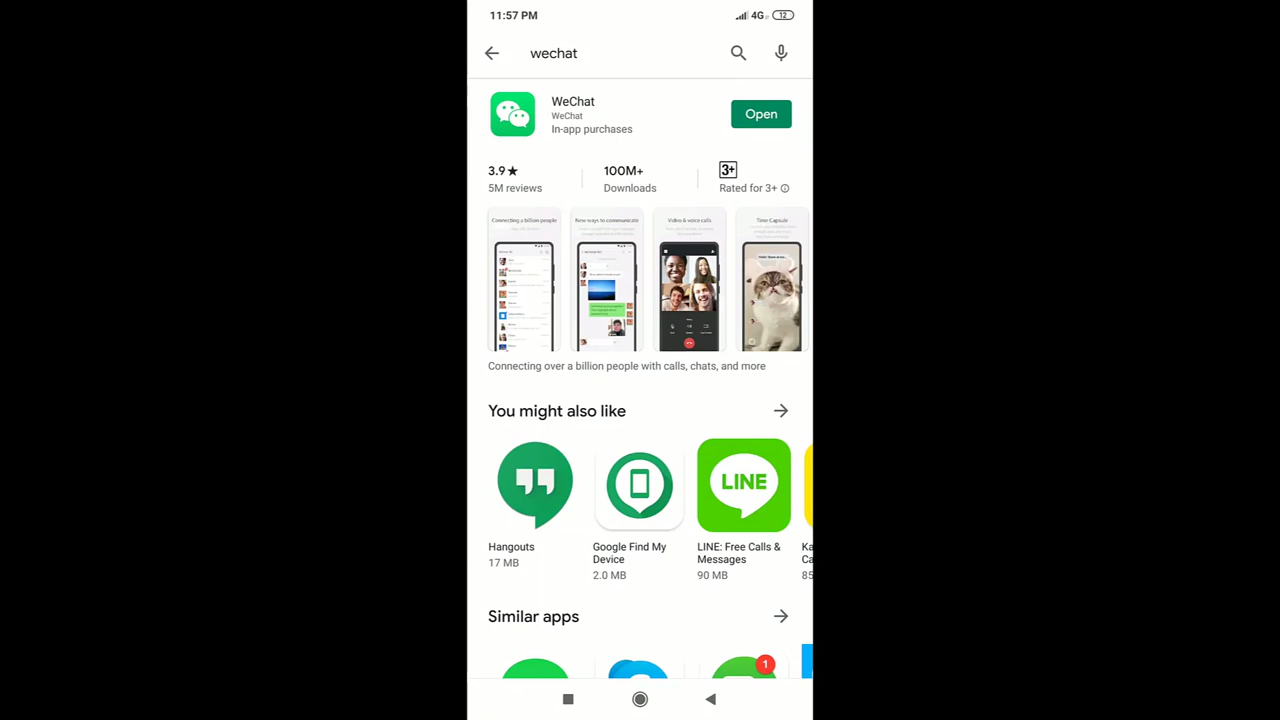 11:57 PM
4G
12
wechat
WeChat
WeChat
In-app purchases
Open
3.9★
5M reviews
100M+
Downloads
3+
Rated for 3+
Connecting a billion people
New ways to communicate
Video & voice calls
Time Capsule
Connecting over a billion people with calls, chats, and more
You might also like
LINE
Hangouts
17 MB
Google Find My
Device
2.0 MB
LINE: Free Calls &
Messages
90 MB
Ka
Ca
85
Similar apps
1